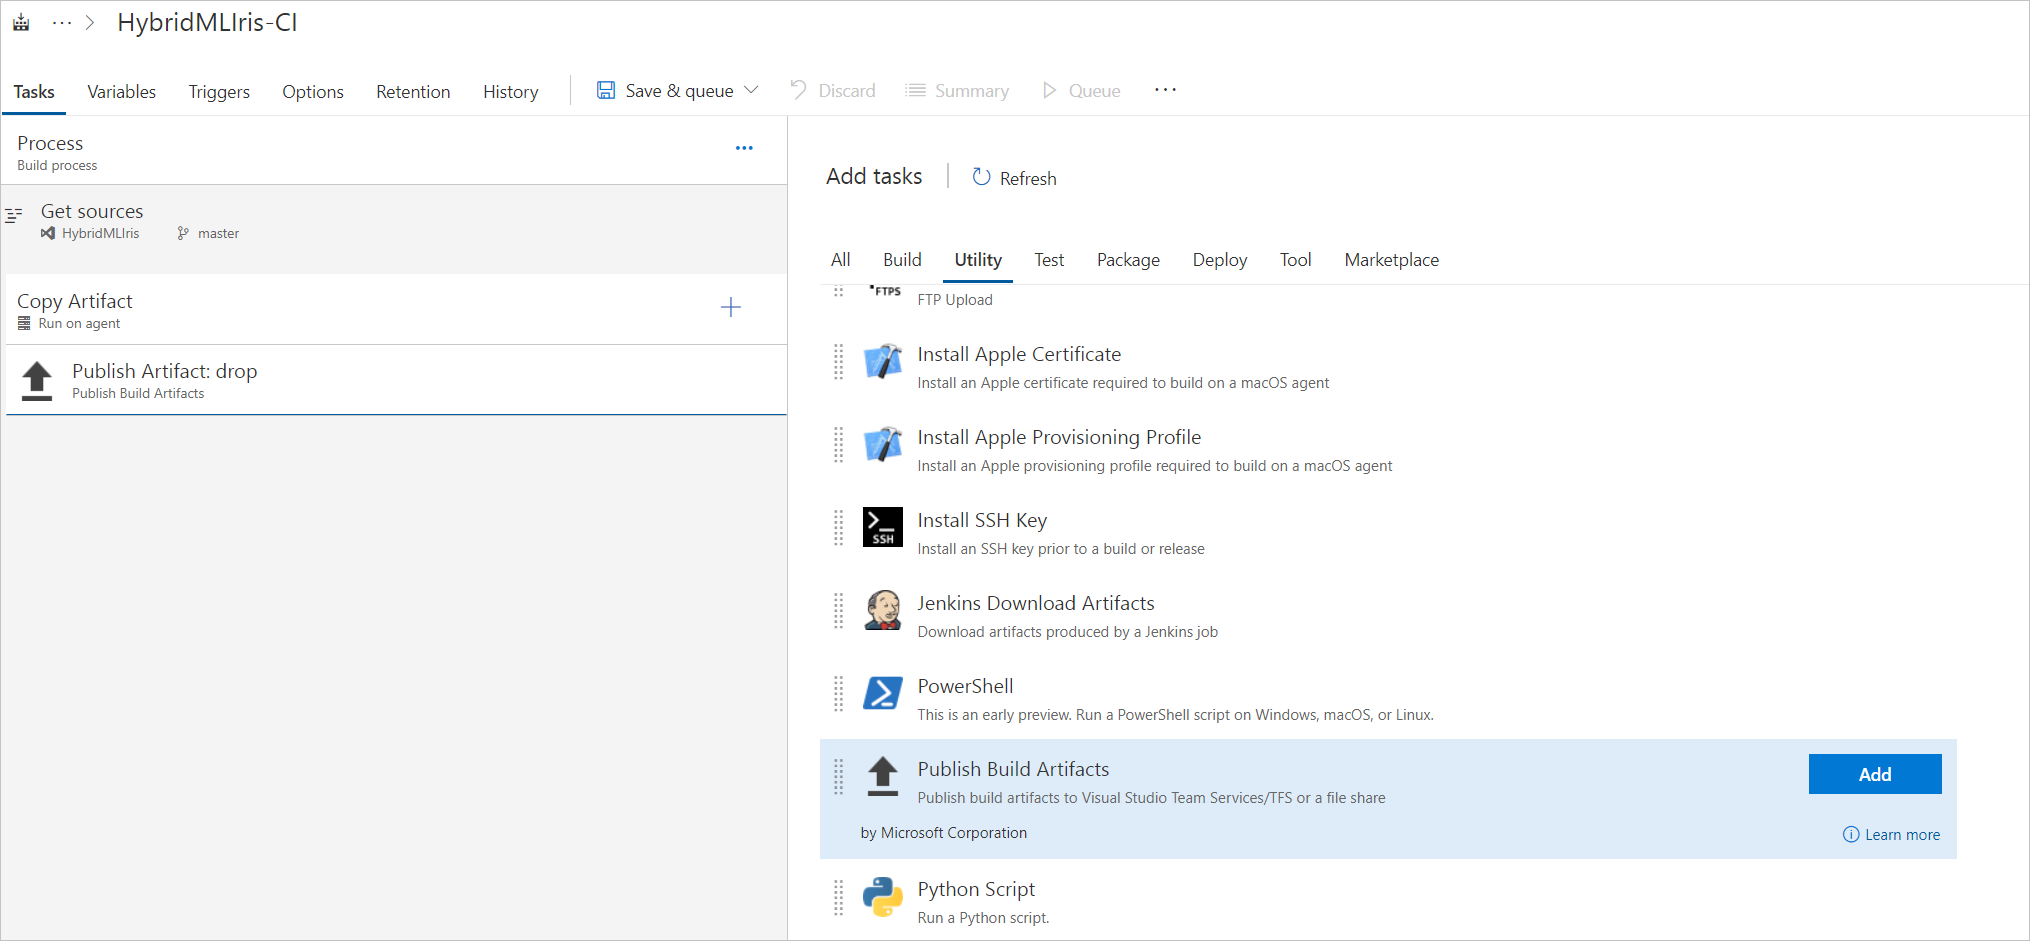 ··· > HybridMLIris-CI
Tasks Variables Triggers Options Retention History Save & queue Discard Summary Queue ···
Process
Build process
Get sources
HybridMLIris master
Copy Artifact
Run on agent
Publish Artifact: drop
Publish Build Artifacts
Add tasks Refresh
All Build Utility Test Package Deploy Tool Marketplace
FTPS
FTP Upload
Install Apple Certificate
Install an Apple certificate required to build on a macOS agent
Install Apple Provisioning Profile
Install an Apple provisioning profile required to build on a macOS agent
SSH
Install SSH Key
Install an SSH key prior to a build or release
Jenkins Download Artifacts
Download artifacts produced by a Jenkins job
PowerShell
This is an early preview. Run a PowerShell script on Windows, macOS, or Linux.
Publish Build Artifacts
Add
Publish build artifacts to Visual Studio Team Services/TFS or a file share
by Microsoft Corporation
Learn more
Python Script
Run a Python script.